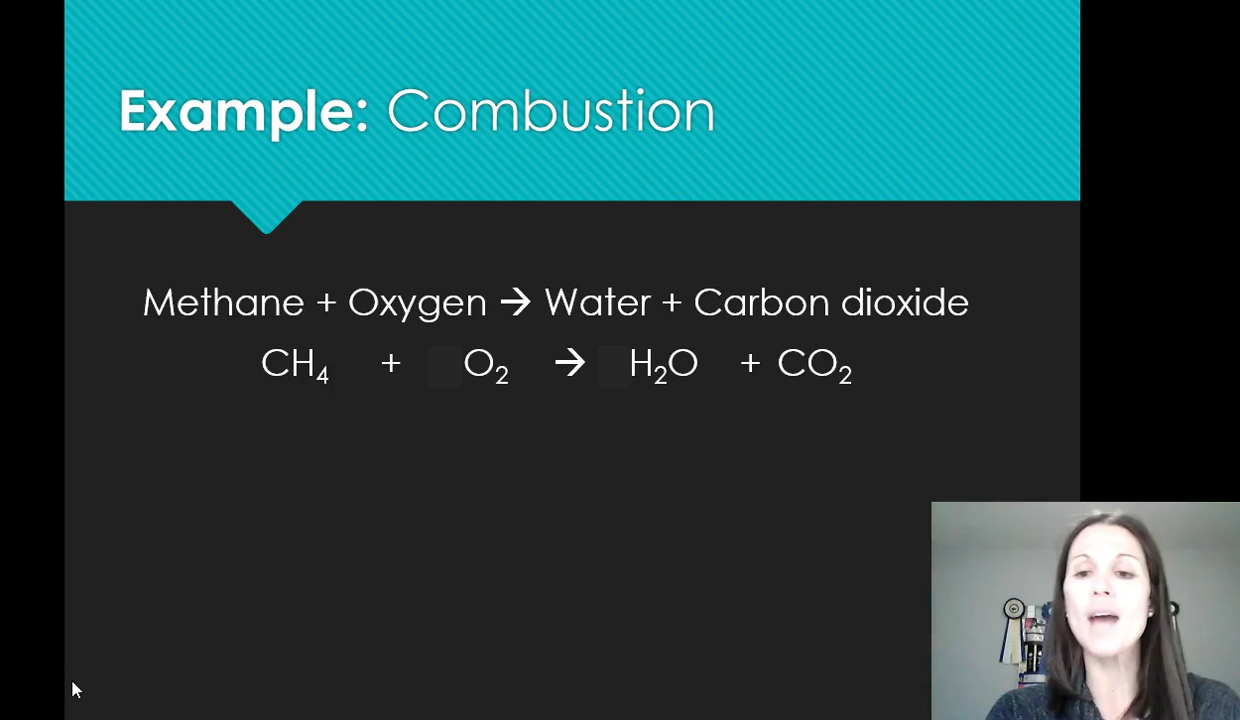 Example: Combustion
Methane + Oxygen → Water + Carbon dioxide
CH₄ + O₂ → H₂O + CO₂